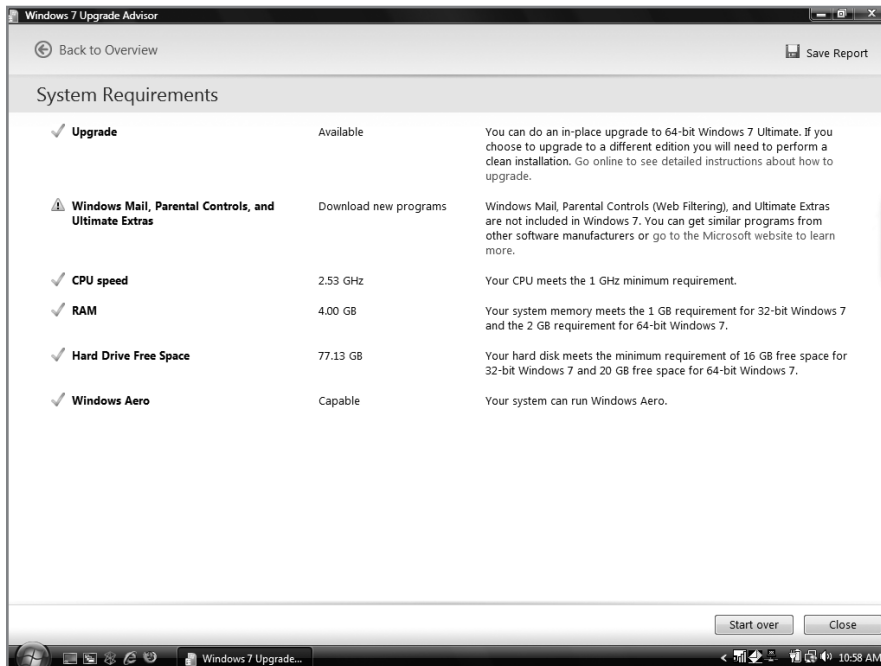 Windows 7 Upgrade Advisor
Back to Overview
Save Report
System Requirements
Upgrade
Available
You can do an in-place upgrade to 64-bit Windows 7 Ultimate. If you
choose to upgrade to a different edition you will need to perform a
clean installation. Go online to see detailed instructions about how to
upgrade.
Windows Mail, Parental Controls, and
Ultimate Extras
Download new programs
Windows Mail, Parental Controls (Web Filtering), and Ultimate Extras
are not included in Windows 7. You can get similar programs from
other software manufacturers or go to the Microsoft website to learn
more.
CPU speed
2.53 GHz
Your CPU meets the 1 GHz minimum requirement.
RAM
4.00 GB
Your system memory meets the 1 GB requirement for 32-bit Windows 7
and the 2 GB requirement for 64-bit Windows 7.
Hard Drive Free Space
77.13 GB
Your hard disk meets the minimum requirement of 16 GB free space for
32-bit Windows 7 and 20 GB free space for 64-bit Windows 7.
Windows Aero
Capable
Your system can run Windows Aero.
Start over
Close
Windows 7 Upgrade...
10:58 AM